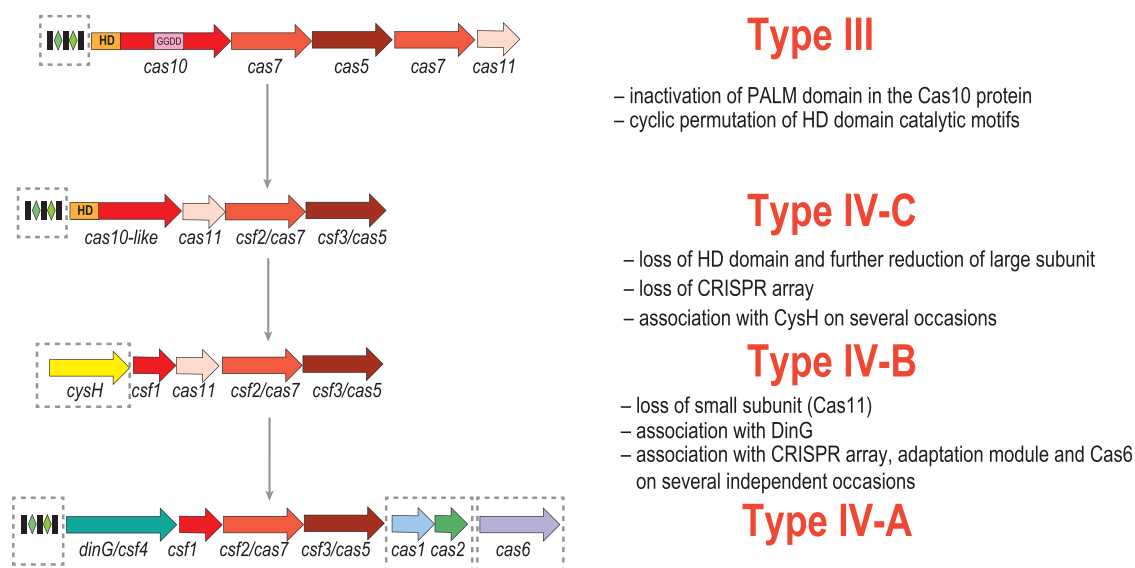 Type III
HD
GGDD
cas10
cas7
cas5
cas7
cas11
– inactivation of PALM domain in the Cas10 protein
– cyclic permutation of HD domain catalytic motifs
Type IV-C
HD
cas10-like
cas11
csf2/cas7
csf3/cas5
– loss of HD domain and further reduction of large subunit
– loss of CRISPR array
– association with CysH on several occasions
Type IV-B
cysH
csf1
cas11
csf2/cas7
csf3/cas5
– loss of small subunit (Cas11)
– association with DinG
– association with CRISPR array, adaptation module and Cas6
on several independent occasions
Type IV-A
dinG/csf4
csf1
csf2/cas7
csf3/cas5
cas1
cas2
cas6